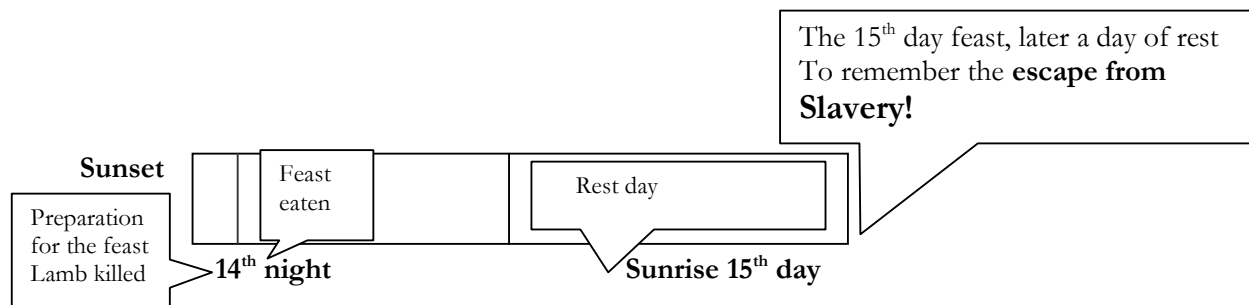 The 15th day feast, later a day of rest
To remember the escape from
Slavery!
Sunset
Feast
eaten
Rest day
Preparation
for the feast
Lamb killed
14th night
Sunrise 15th day